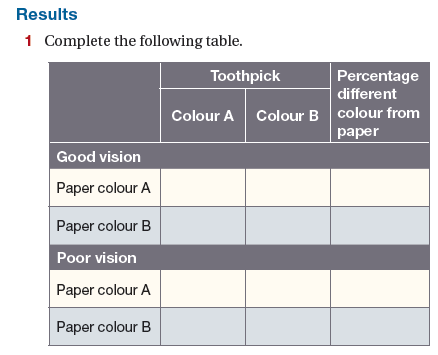 Results
1 Complete the following table.
Toothpick
Percentage
different
colour from
paper
Colour A Colour B
Good vision
Paper colour A
Paper colour B
Poor vision
Paper colour A
Paper colour B